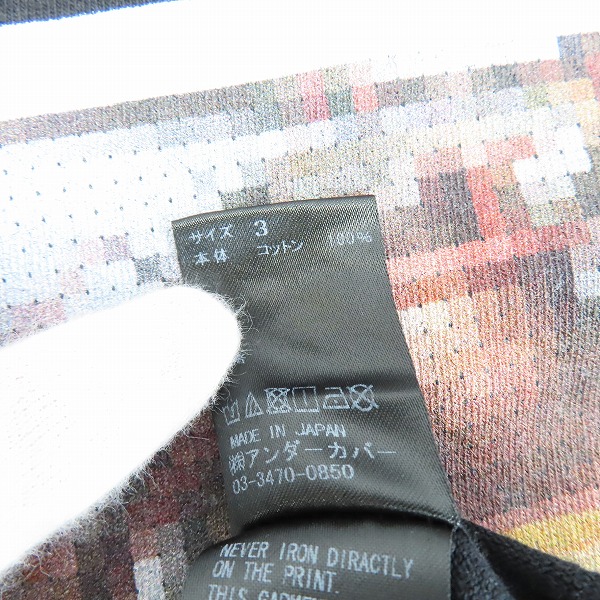 サイズ 3
本体 コットン 100%
MADE IN JAPAN
㈱アンダーカバー
03-3470-0850
NEVER IRON DIRACTLY
ON THE PRINT.
THIS